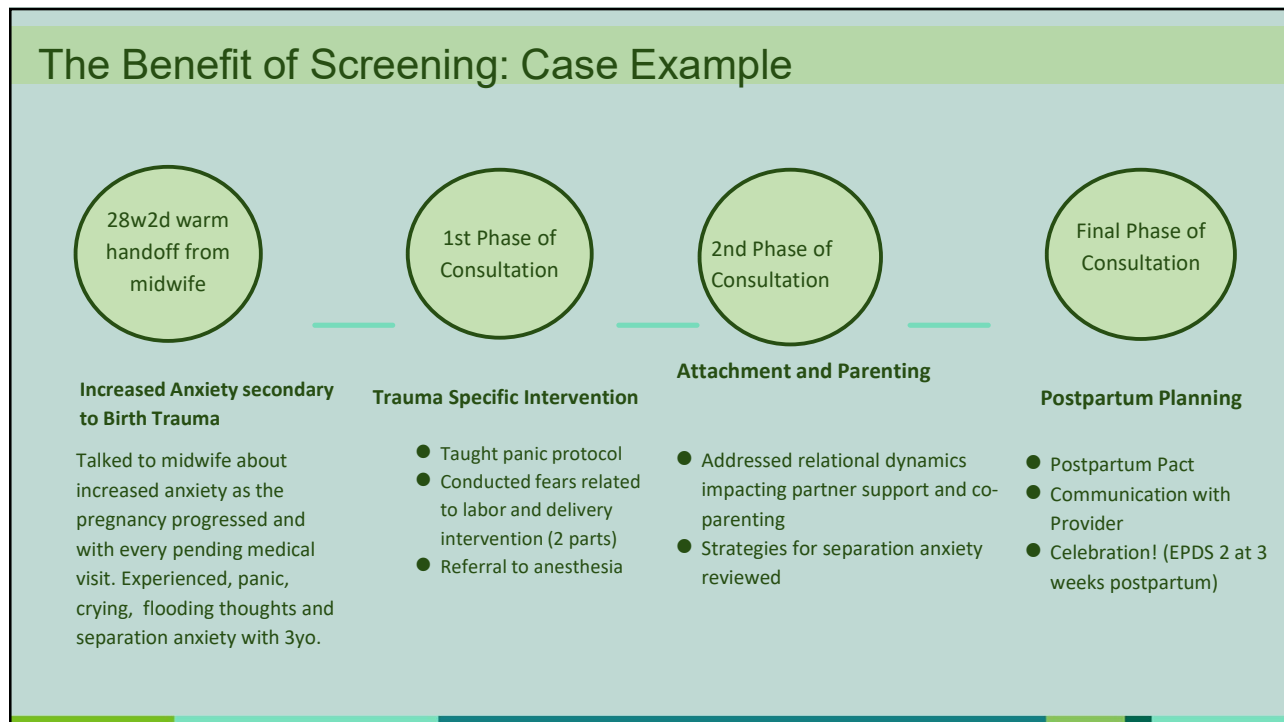 The Benefit of Screening: Case Example
28w2d warm
handoff from
midwife
Increased Anxiety secondary
to Birth Trauma
Talked to midwife about
increased anxiety as the
pregnancy progressed and
with every pending medical
visit. Experienced, panic,
crying, flooding thoughts and
separation anxiety with 3yo.
1st Phase of
Consultation
Trauma Specific Intervention
● Taught panic protocol
● Conducted fears related
to labor and delivery
intervention (2 parts)
● Referral to anesthesia
2nd Phase of
Consultation
Attachment and Parenting
● Addressed relational dynamics
impacting partner support and co-
parenting
● Strategies for separation anxiety
reviewed
Final Phase of
Consultation
Postpartum Planning
● Postpartum Pact
● Communication with
Provider
● Celebration! (EPDS 2 at 3
weeks postpartum)